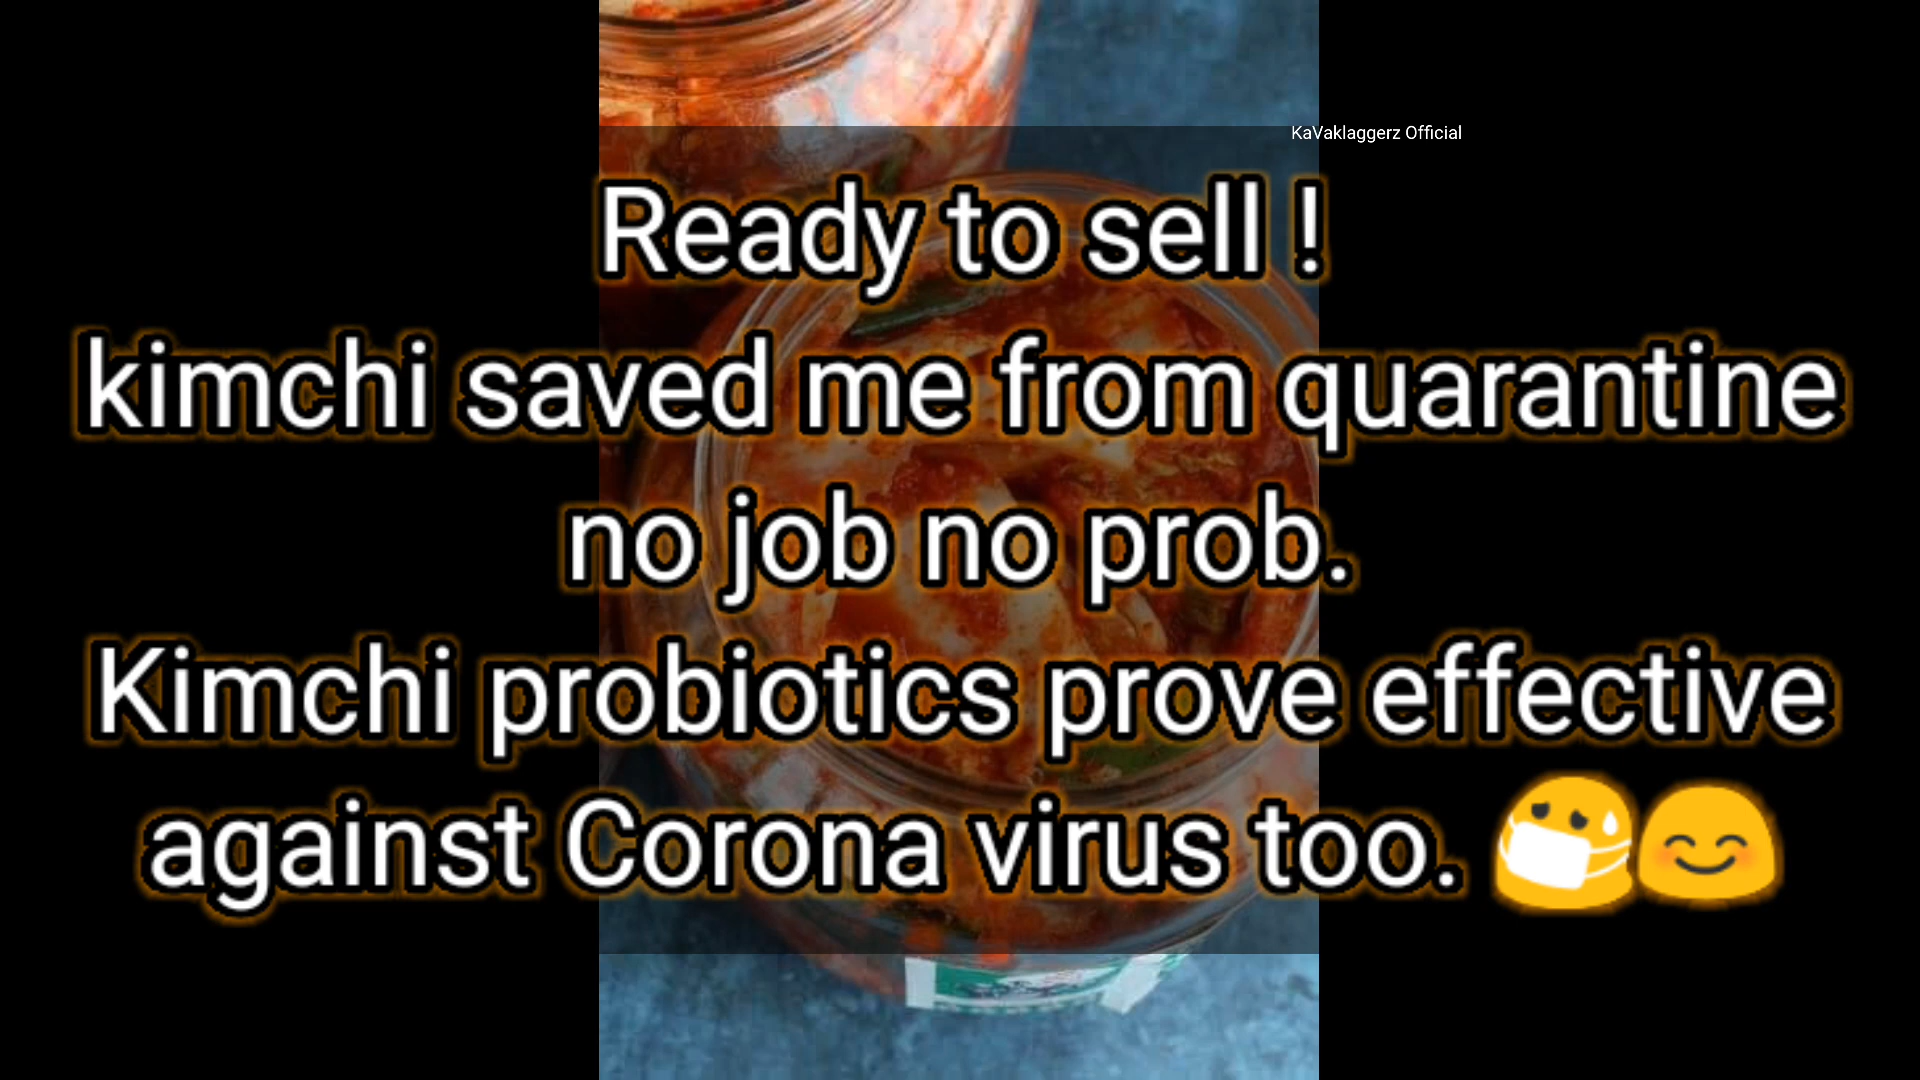 KaVaklaggerz Official
Ready to sell !
kimchi saved me from quarantine
no job no prob.
Kimchi probiotics prove effective
against Corona virus too. 😷😊